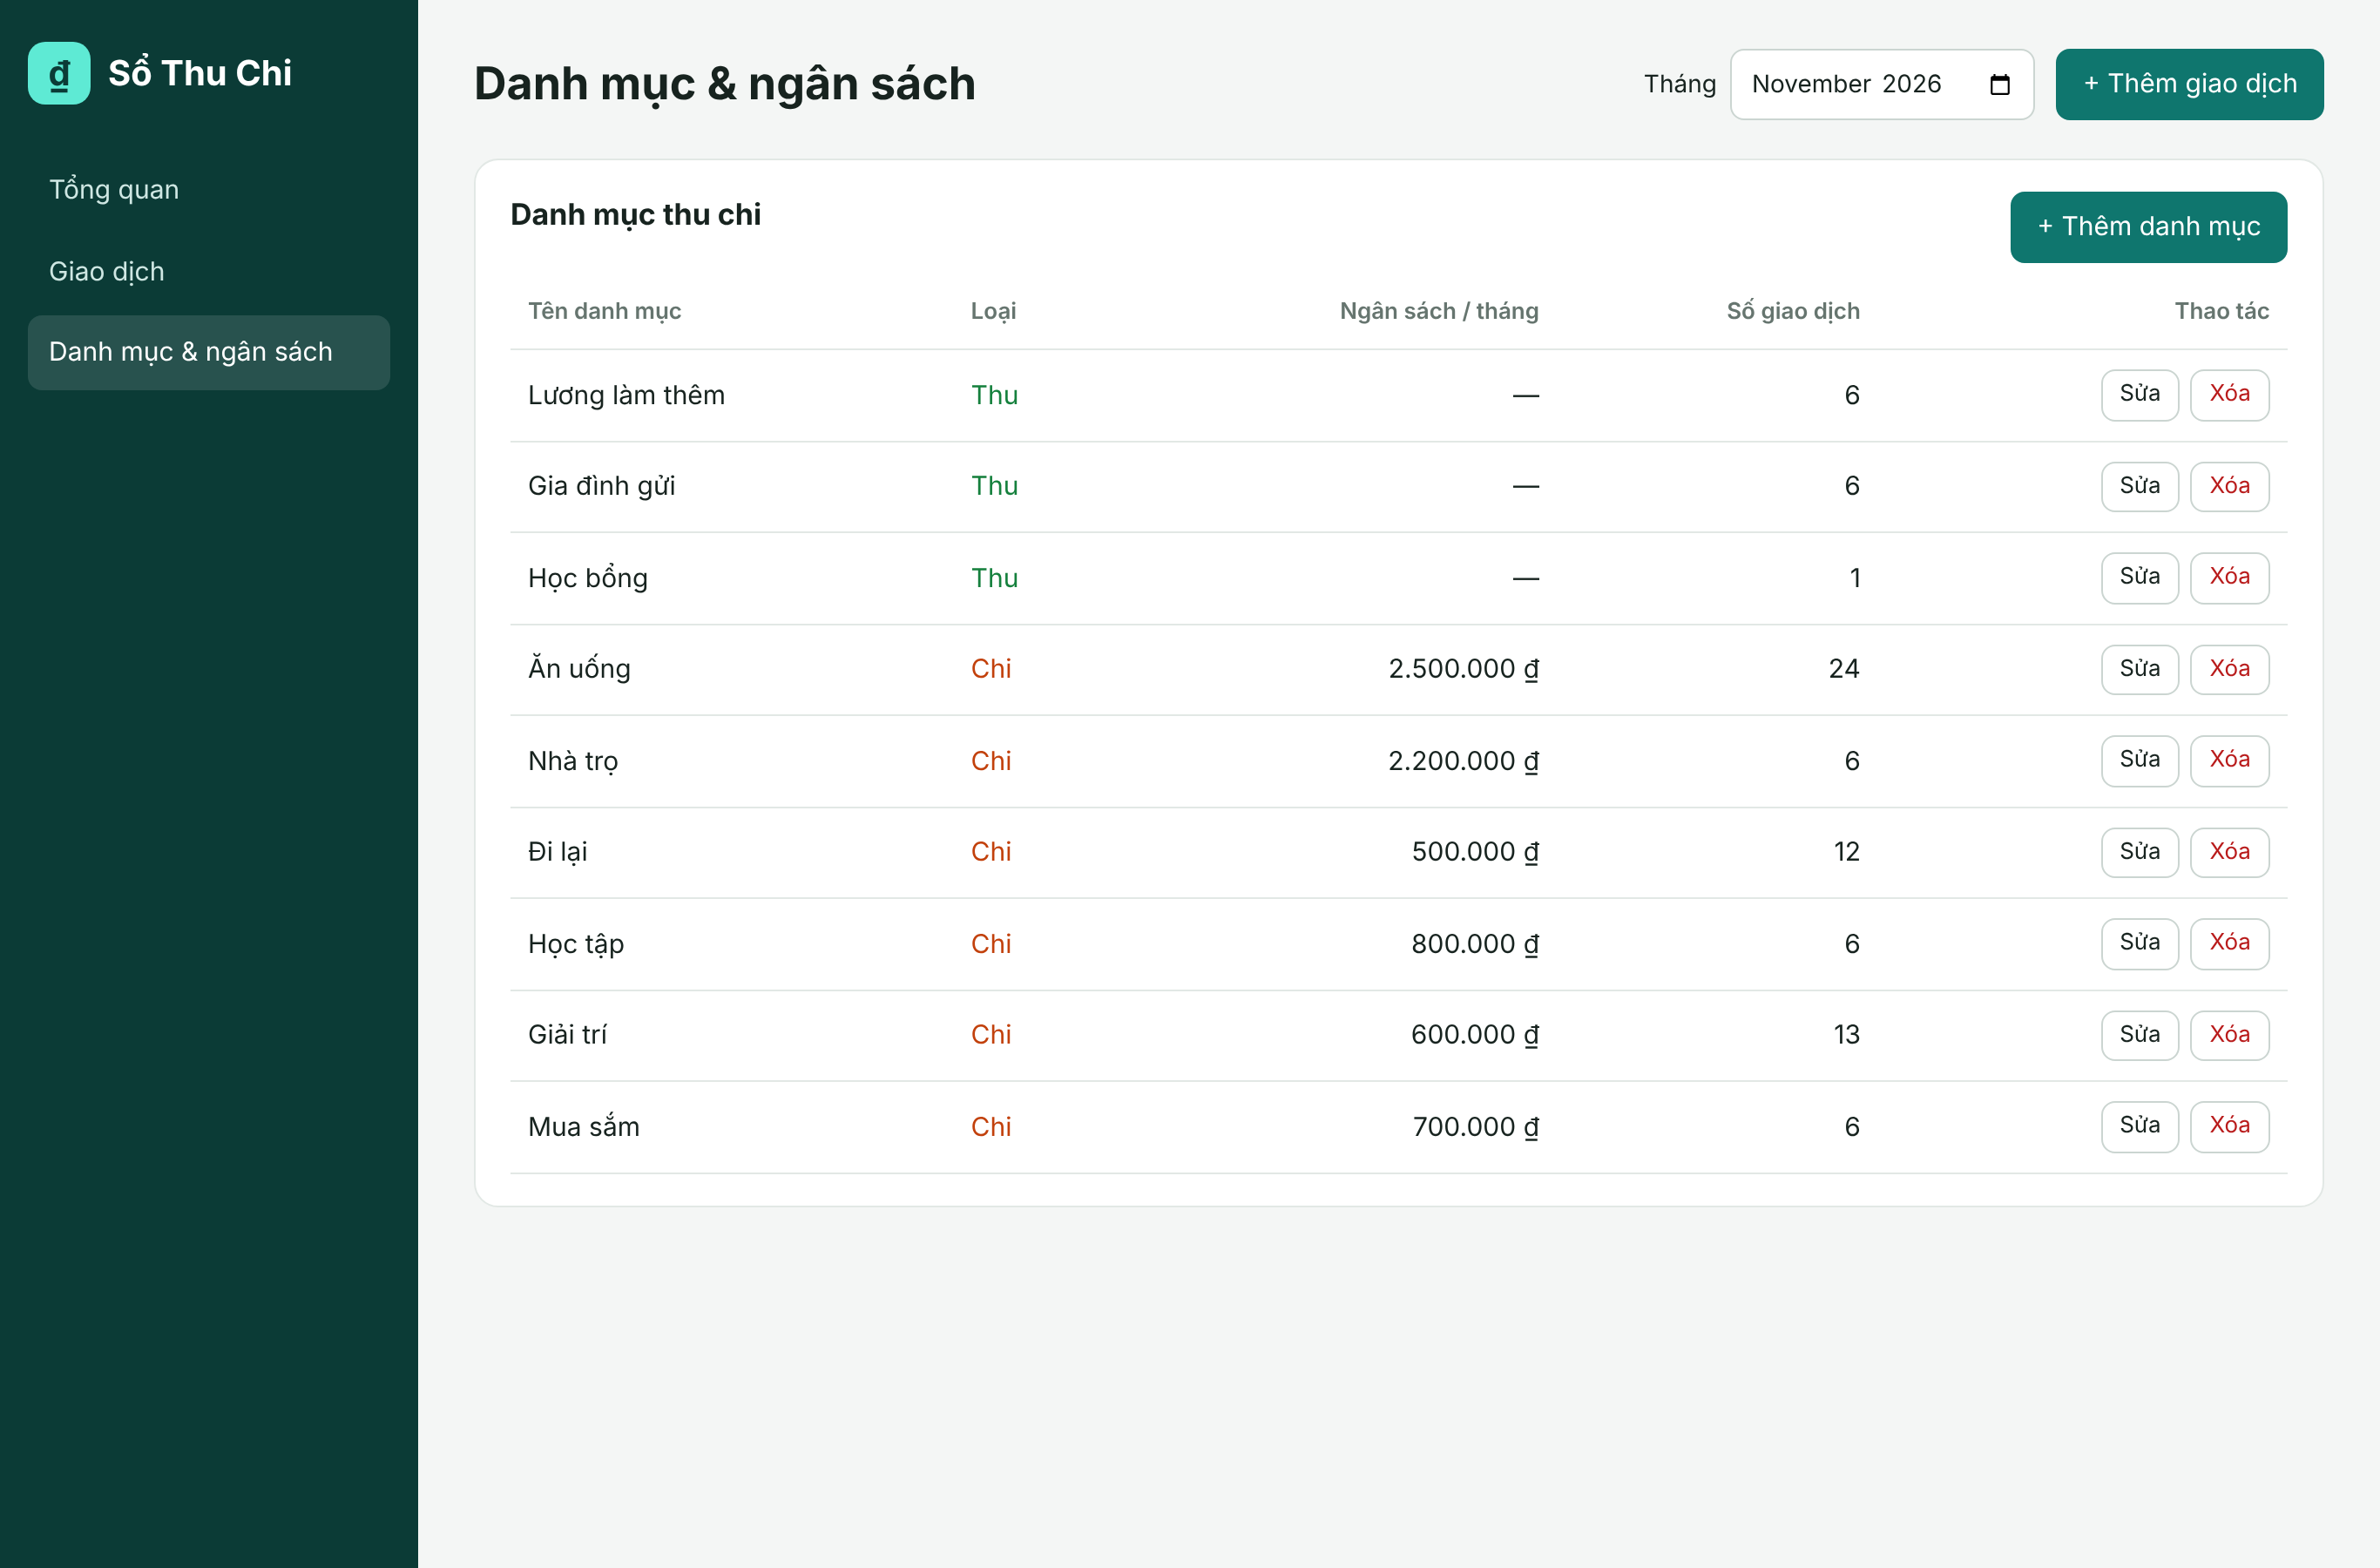 ₫ Sổ Thu Chi
Tổng quan
Giao dịch
Danh mục & ngân sách
Danh mục & ngân sách
Tháng November 2026 + Thêm giao dịch
Danh mục thu chi + Thêm danh mục
Tên danh mục Loại Ngân sách / tháng Số giao dịch Thao tác
Lương làm thêm Thu — 6 Sửa Xóa
Gia đình gửi Thu — 6 Sửa Xóa
Học bổng Thu — 1 Sửa Xóa
Ăn uống Chi 2.500.000 ₫ 24 Sửa Xóa
Nhà trọ Chi 2.200.000 ₫ 6 Sửa Xóa
Đi lại Chi 500.000 ₫ 12 Sửa Xóa
Học tập Chi 800.000 ₫ 6 Sửa Xóa
Giải trí Chi 600.000 ₫ 13 Sửa Xóa
Mua sắm Chi 700.000 ₫ 6 Sửa Xóa